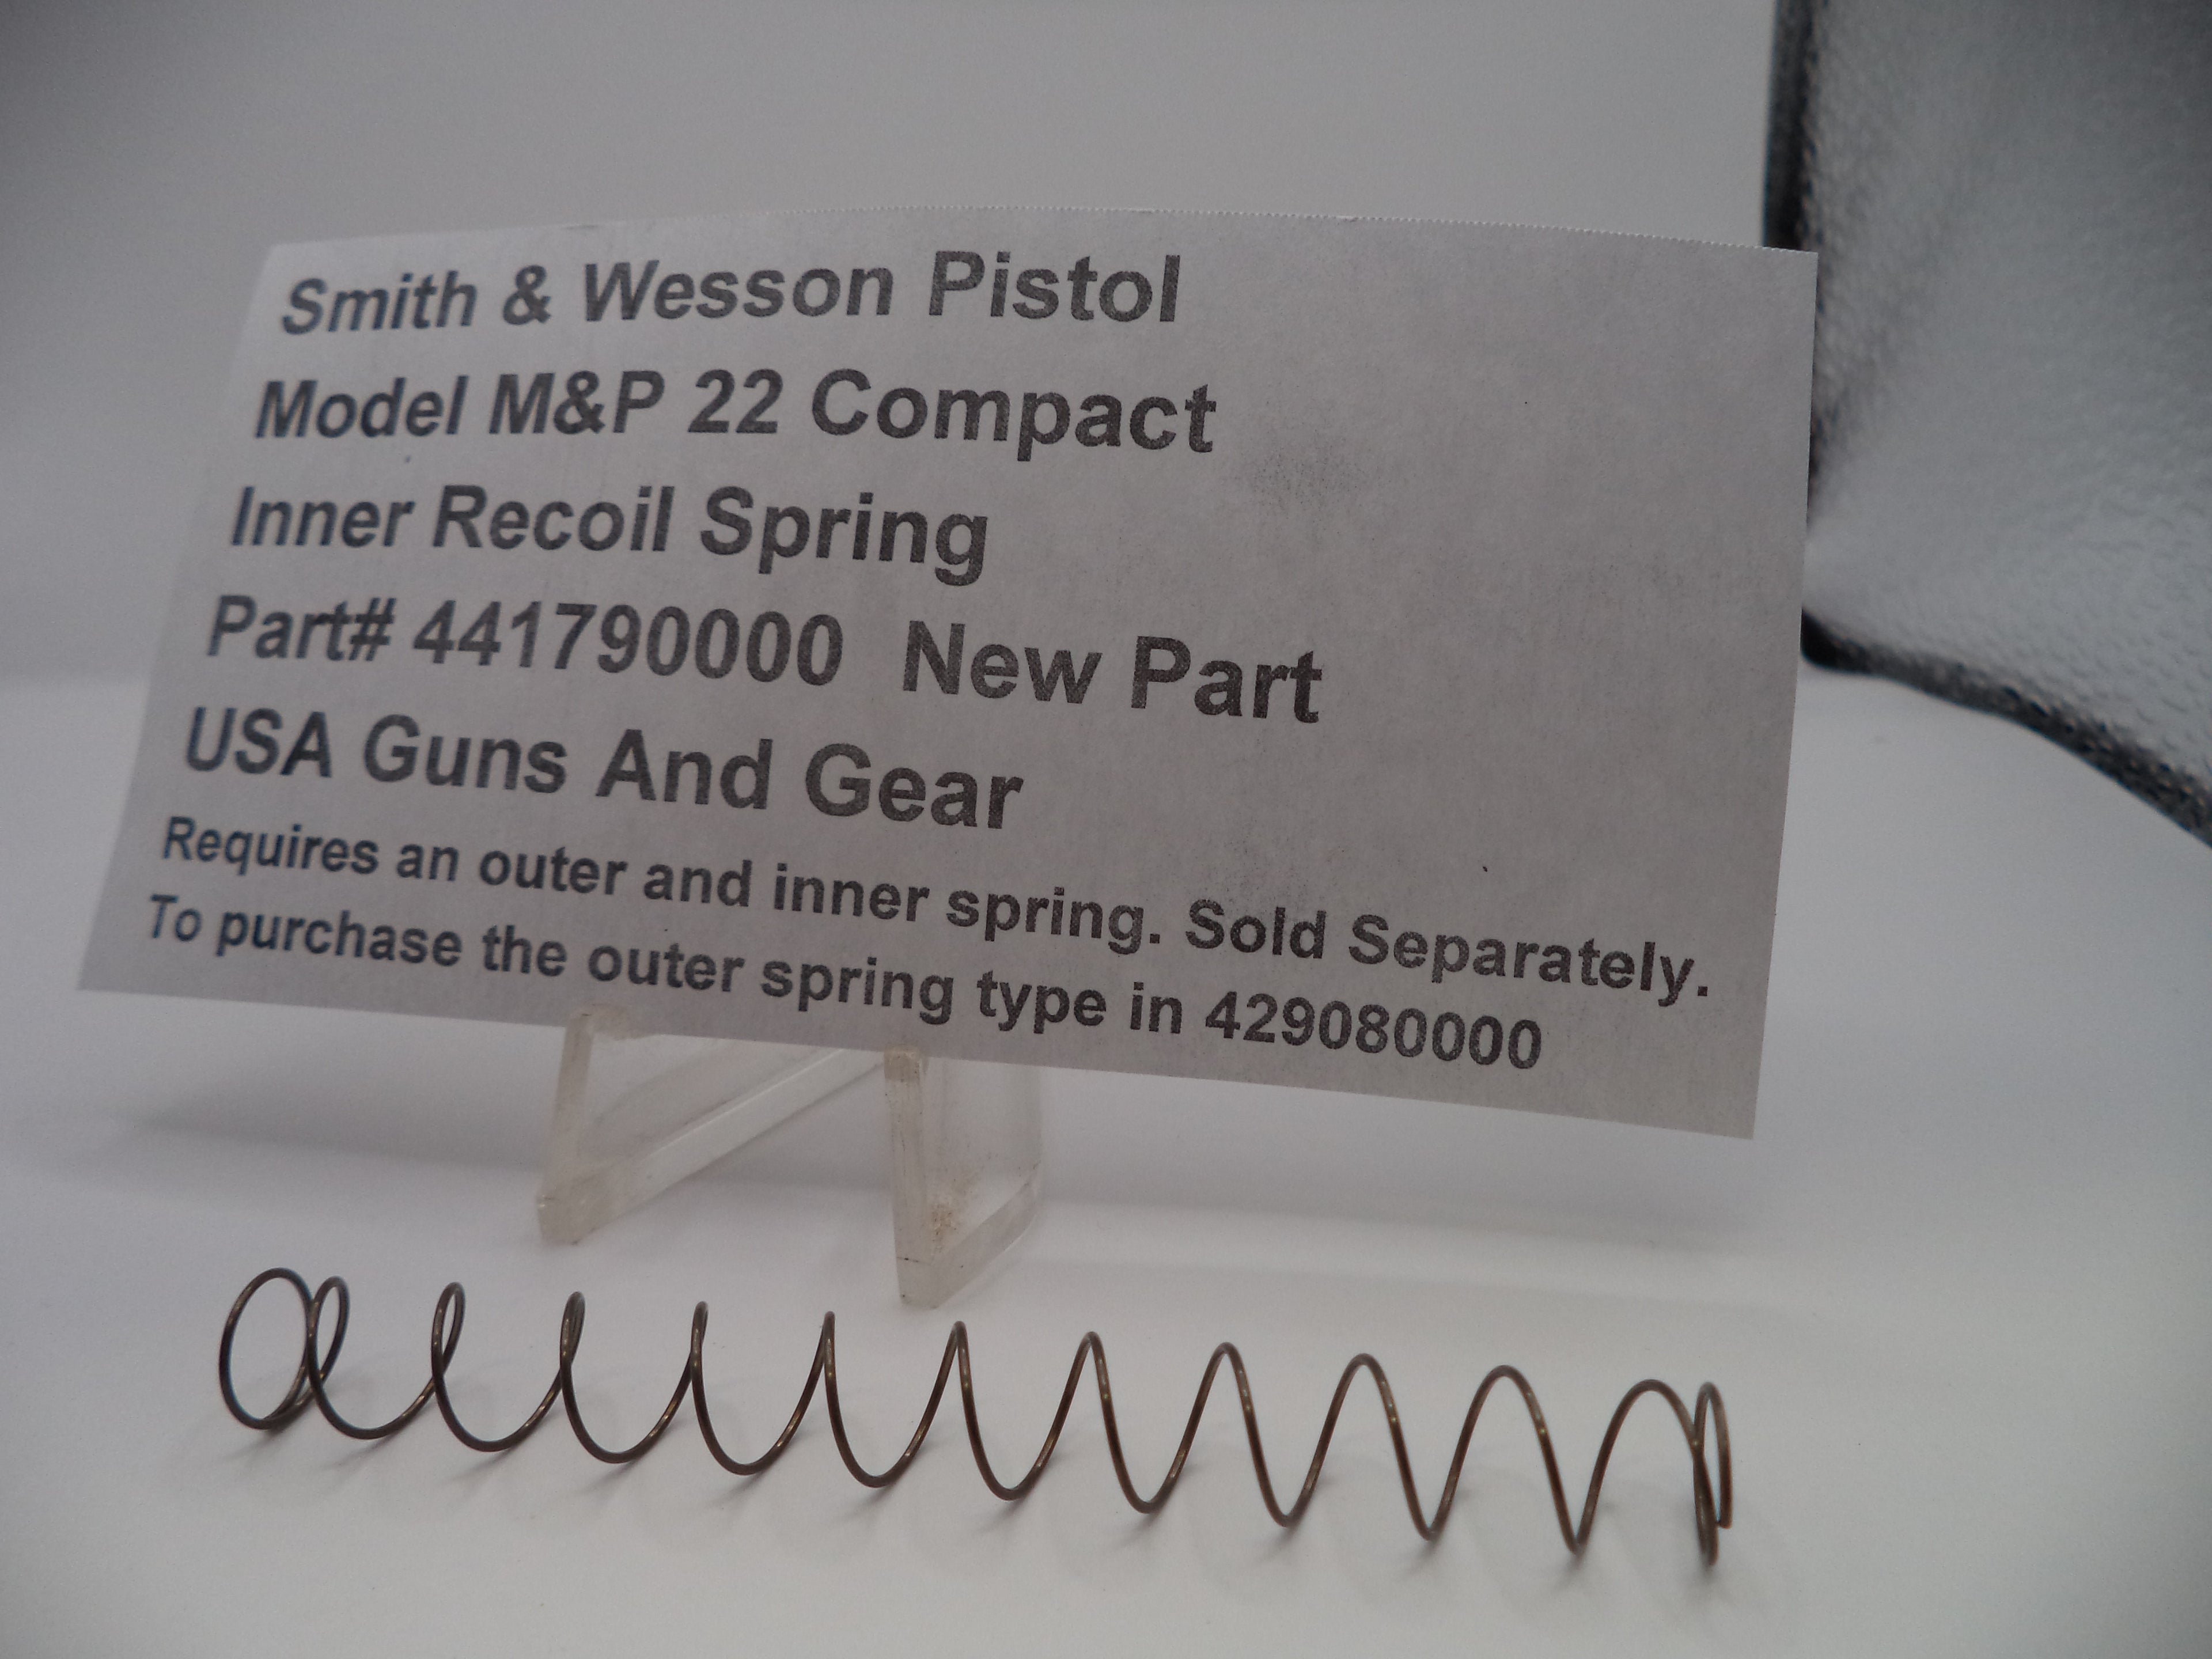 Smith & Wesson Pistol
Model M&P 22 Compact
Inner Recoil Spring
Part# 441790000  New Part
USA Guns And Gear
Requires an outer and inner spring. Sold Separately.
To purchase the outer spring type in 429080000